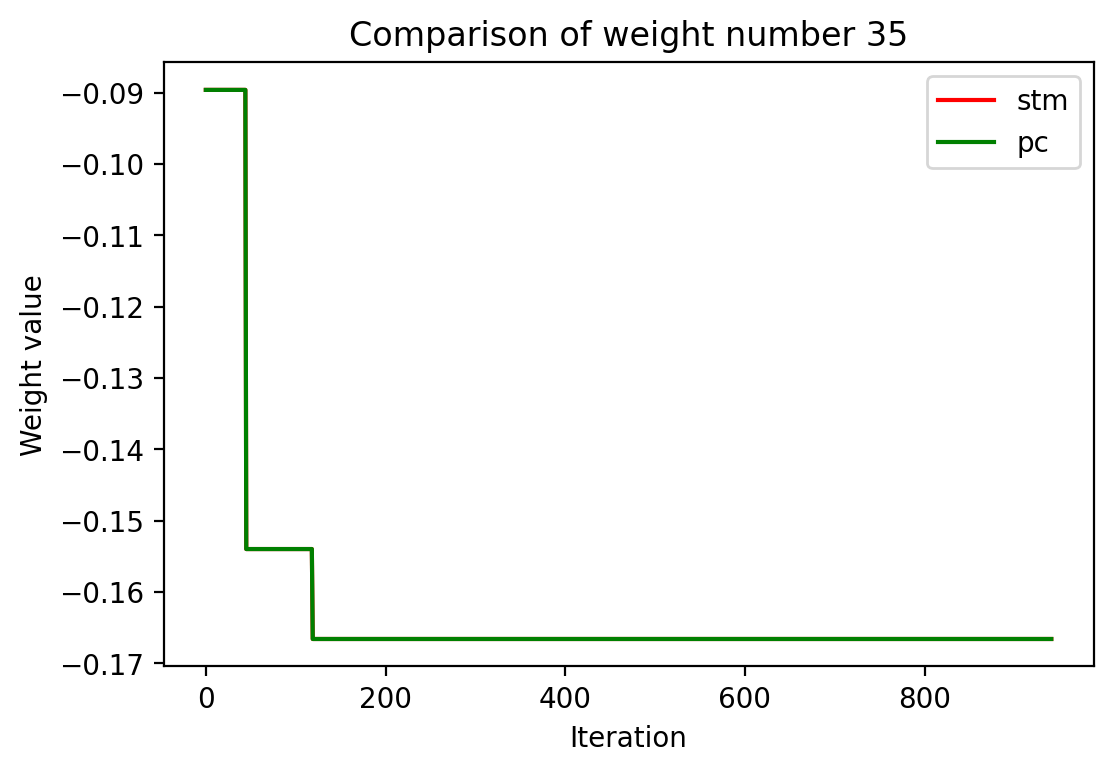 Comparison of weight number 35
stm
pc
−0.09
−0.10
−0.11
−0.12
−0.13
−0.14
−0.15
−0.16
−0.17
Weight value
0 200 400 600 800
Iteration